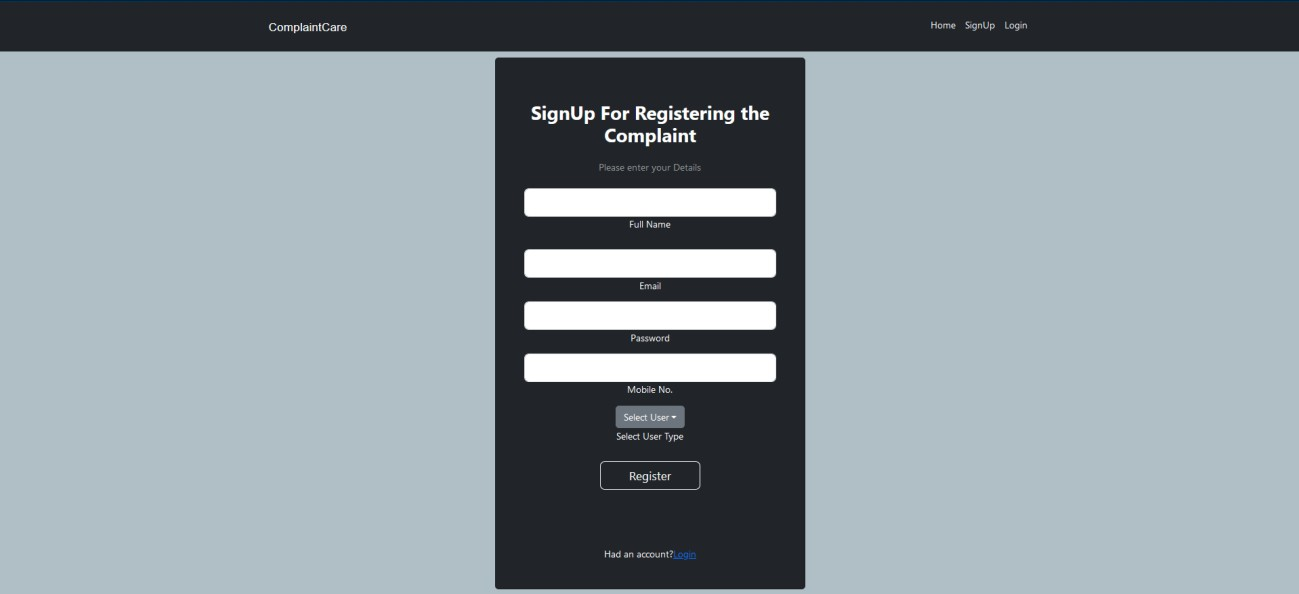 ComplaintCare
Home SignUp Login
SignUp For Registering the
Complaint
Please enter your Details
Full Name
Email
Password
Mobile No.
Select User
Select User Type
Register
Had an account?Login